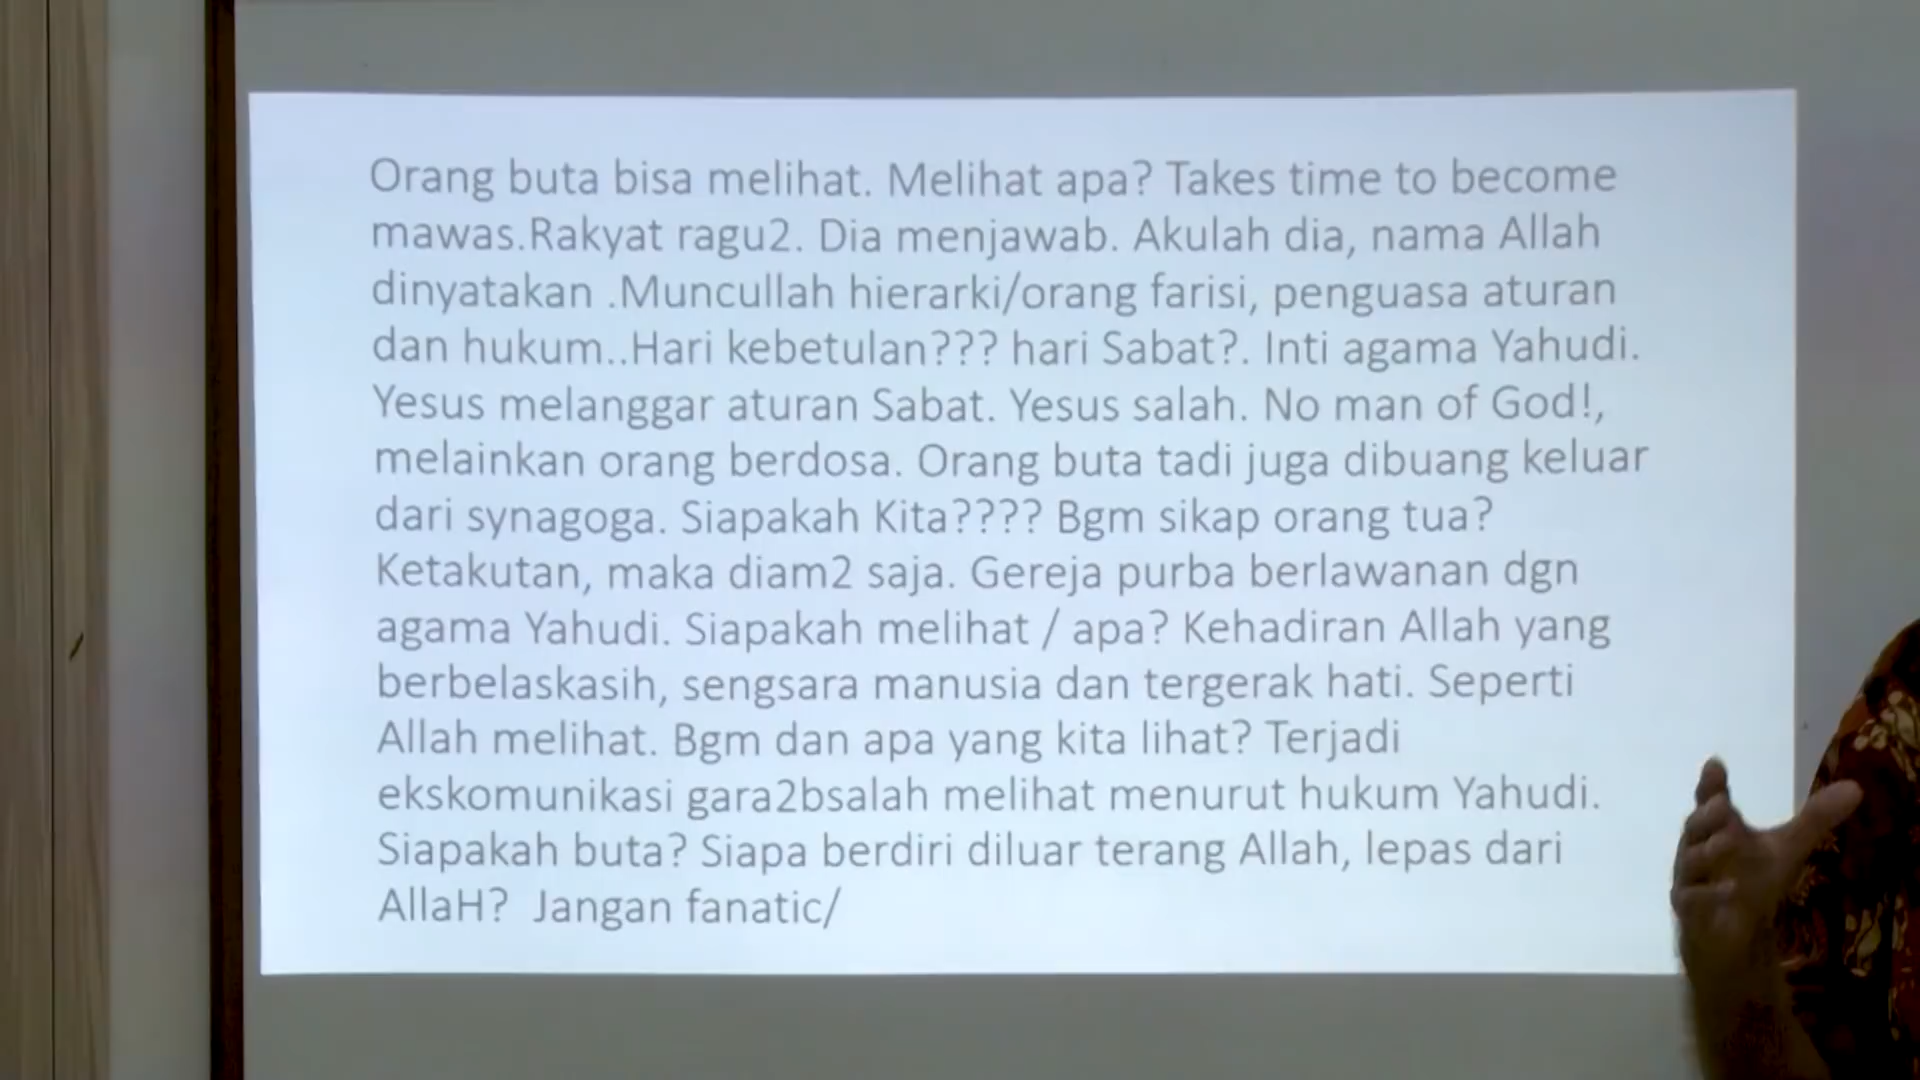 Orang buta bisa melihat. Melihat apa? Takes time to become
mawas.Rakyat ragu2. Dia menjawab. Akulah dia, nama Allah
dinyatakan .Muncullah hierarki/orang farisi, penguasa aturan
dan hukum..Hari kebetulan??? hari Sabat?. Inti agama Yahudi.
Yesus melanggar aturan Sabat. Yesus salah. No man of God!,
melainkan orang berdosa. Orang buta tadi juga dibuang keluar
dari synagoga. Siapakah Kita???? Bgm sikap orang tua?
Ketakutan, maka diam2 saja. Gereja purba berlawanan dgn
agama Yahudi. Siapakah melihat / apa? Kehadiran Allah yang
berbelaskasih, sengsara manusia dan tergerak hati. Seperti
Allah melihat. Bgm dan apa yang kita lihat? Terjadi
ekskomunikasi gara2bsalah melihat menurut hukum Yahudi.
Siapakah buta? Siapa berdiri diluar terang Allah, lepas dari
AllaH?  Jangan fanatic/